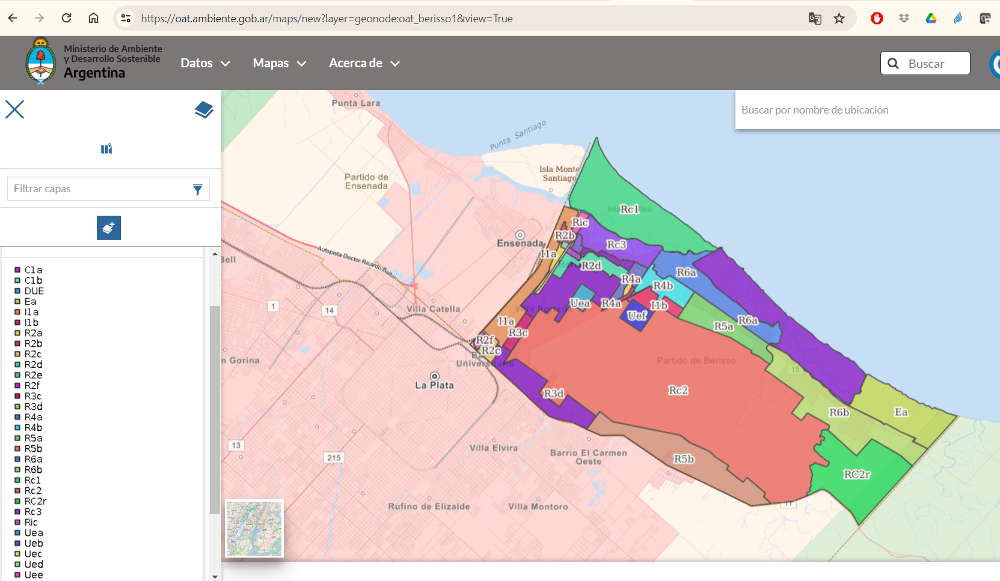 https://oat.ambiente.gob.ar/maps/new?layer=geonode:oat_berisso1&view=True
Ministerio de Ambiente
y Desarrollo Sostenible
Argentina
Datos
Mapas
Acerca de
Buscar
Buscar por nombre de ubicación
Filtrar capas
C1a
C1b
DUE
Ea
I1a
I1b
R2a
R2b
R2c
R2d
R2e
R2f
R3c
R3d
R4a
R4b
R5a
R5b
R6a
R6b
Rc1
Rc2
RC2r
Rc3
Ric
Uea
Ueb
Uec
Ued
Uee
Punta Lara
Punta Santiago
Isla Monte
Santiago
Partido de
Ensenada
Rc1
Ric
R2b
Rc3
Ensenada
I1a
R2d
R6a
Bell
Autopista Doctor Ricardo Balbín
R4a
R4b
Uea
R4a
I1b
1
14
Villa Catella
Uef
R6a
I1a
R5a
R3c
R2f
R2c
n Gorina
Universitario
Partido de Berisso
15
La Plata
Rc2
R3d
R6b
Ea
13
215
Villa Elvira
Barrio El Carmen
Oeste
R5b
RC2r
11
Rufino de Elizalde
Villa Montoro